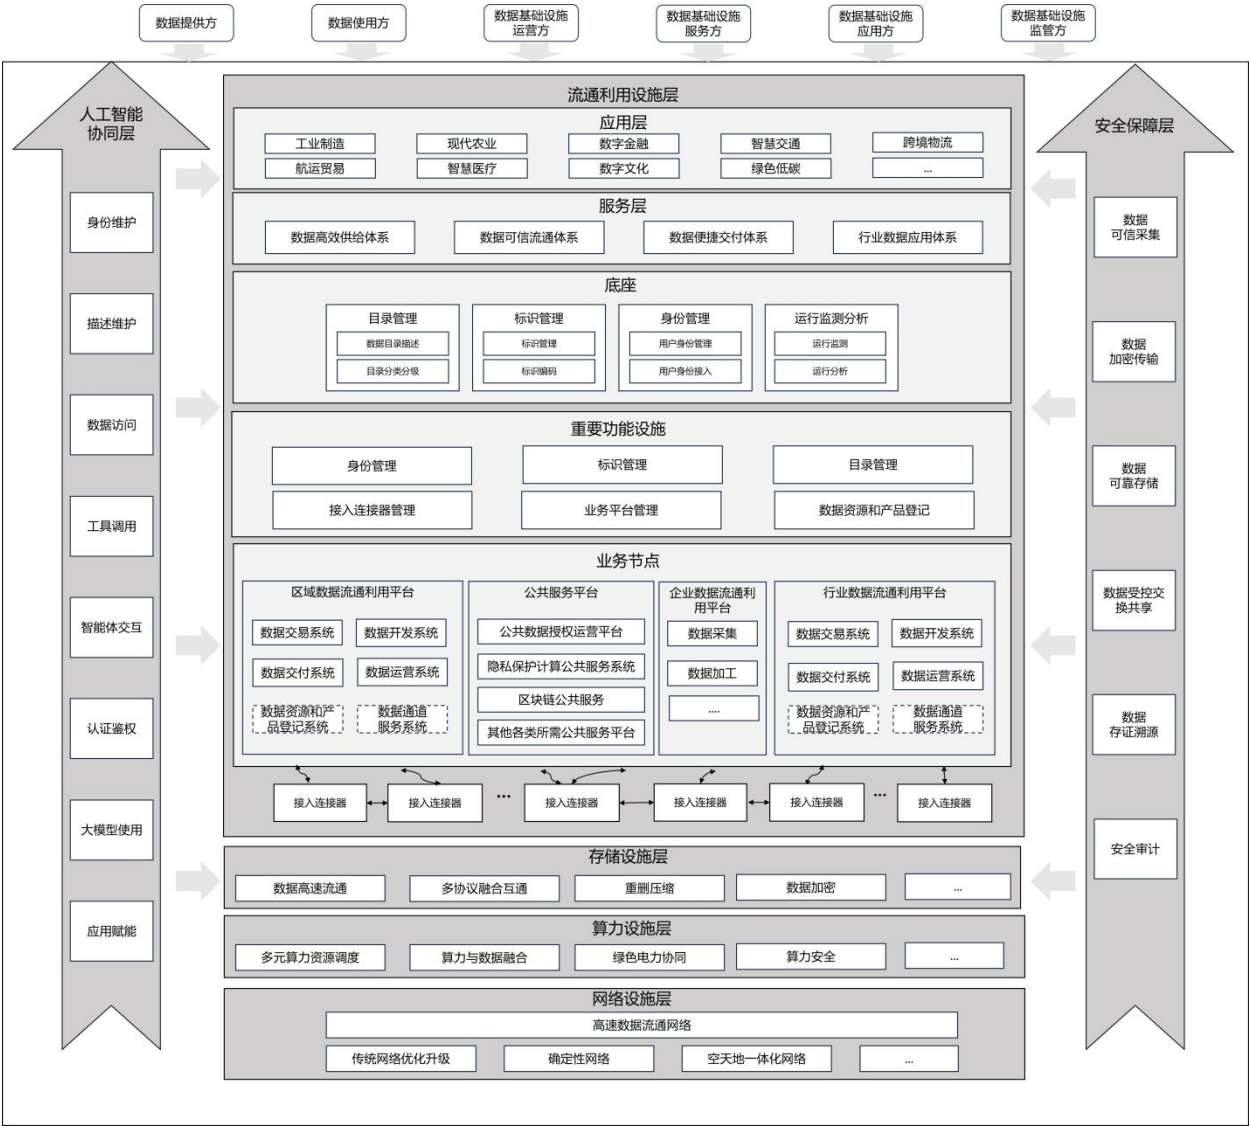 数据提供方
数据使用方
数据基础设施
运营方
数据基础设施
服务方
数据基础设施
应用方
数据基础设施
监管方
人工智能
协同层
身份维护
描述维护
数据访问
工具调用
智能体交互
认证鉴权
大模型使用
应用赋能
流通利用设施层
应用层
工业制造
现代农业
数字金融
智慧交通
跨境物流
航运贸易
智慧医疗
数字文化
绿色低碳
...
服务层
数据高效供给体系
数据可信流通体系
数据便捷交付体系
行业数据应用体系
底座
目录管理
数据目录描述
目录分类分级
标识管理
标识管理
标识编码
身份管理
用户身份管理
用户身份接入
运行监测分析
运行监测
运行分析
重要功能设施
身份管理
标识管理
目录管理
接入连接器管理
业务平台管理
数据资源和产品登记
业务节点
区域数据流通利用平台
数据交易系统
数据开发系统
数据交付系统
数据运营系统
数据资源和产
品登记系统
数据通道
服务系统
公共服务平台
公共数据授权运营平台
隐私保护计算公共服务系统
区块链公共服务
其他各类所需公共服务平台
企业数据流通利
用平台
数据采集
数据加工
....
行业数据流通利用平台
数据交易系统
数据开发系统
数据交付系统
数据运营系统
数据资源和产
品登记系统
数据通道
服务系统
接入连接器
接入连接器
...
接入连接器
接入连接器
接入连接器
...
接入连接器
存储设施层
数据高速流通
多协议融合互通
重删压缩
数据加密
...
算力设施层
多元算力资源调度
算力与数据融合
绿色电力协同
算力安全
...
网络设施层
高速数据流通网络
传统网络优化升级
确定性网络
空天地一体化网络
...
安全保障层
数据
可信采集
数据
加密传输
数据
可靠存储
数据受控交
换共享
数据
存证溯源
安全审计